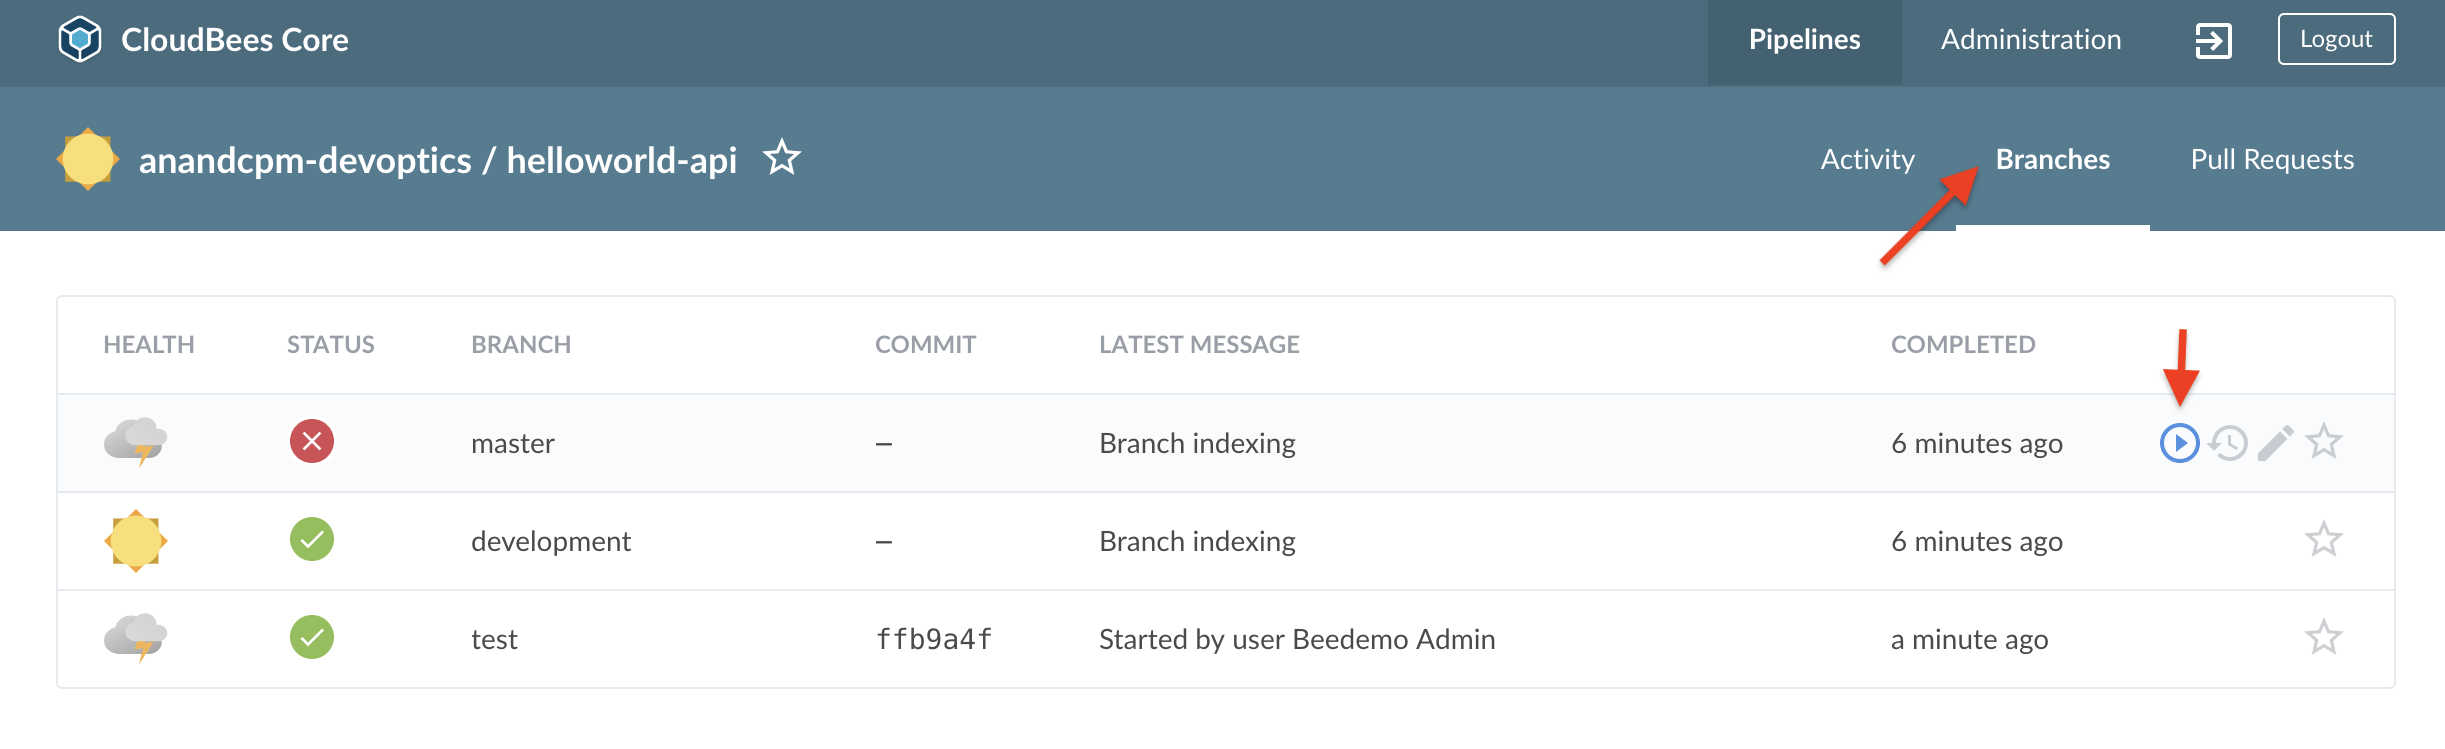 CloudBees Core Pipelines Administration Logout
anandcpm-devoptics / helloworld-api Activity Branches Pull Requests
HEALTH STATUS BRANCH COMMIT LATEST MESSAGE COMPLETED
master – Branch indexing 6 minutes ago
development – Branch indexing 6 minutes ago
test ffb9a4f Started by user Beedemo Admin a minute ago